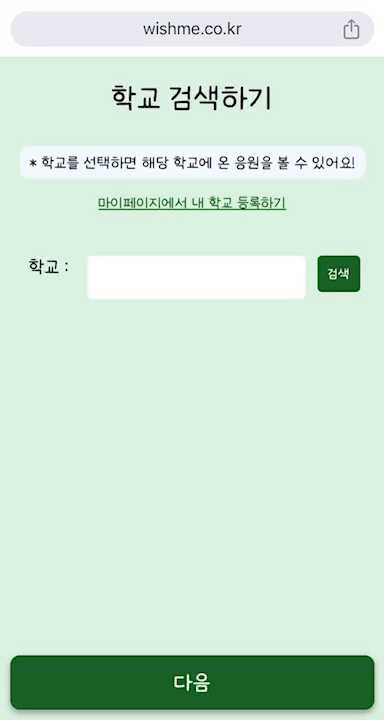 wishme.co.kr
학교 검색하기
* 학교를 선택하면 해당 학교에 온 응원을 볼 수 있어요!
마이페이지에서 내 학교 등록하기
학교 :
검색
다음